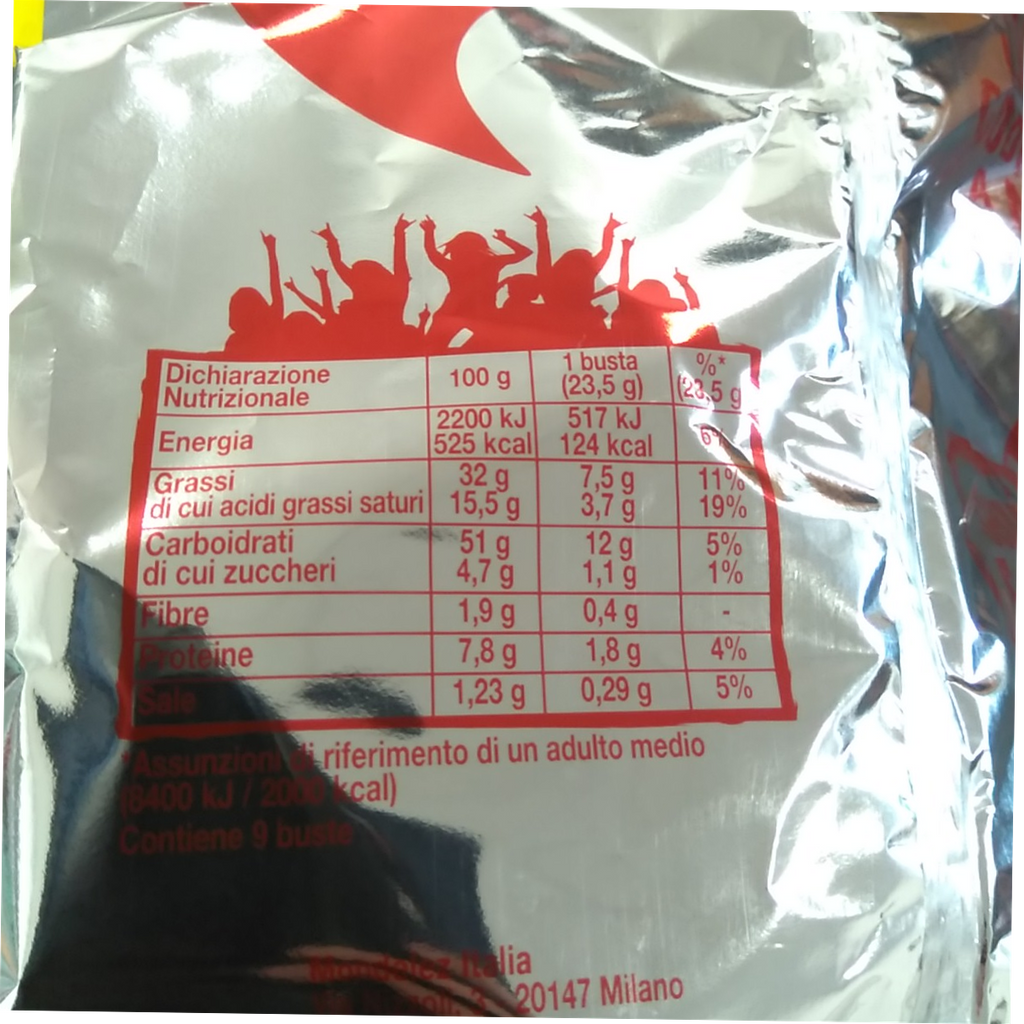 Dichiarazione Nutrizionale 100 g 1 busta (23,5 g) %* (23,5 g
Energia 2200 kJ 525 kcal 517 kJ 124 kcal 6%
Grassi 32 g 7,5 g 11%
di cui acidi grassi saturi 15,5 g 3,7 g 19%
Carboidrati 51 g 12 g 5%
di cui zuccheri 4,7 g 1,1 g 1%
Fibre 1,9 g 0,4 g -
Proteine 7,8 g 1,8 g 4%
Sale 1,23 g 0,29 g 5%
*Assunzioni di riferimento di un adulto medio
(8400 kJ / 2000 kcal)
Contiene 9 buste
Mondelez Italia
20147 Milano